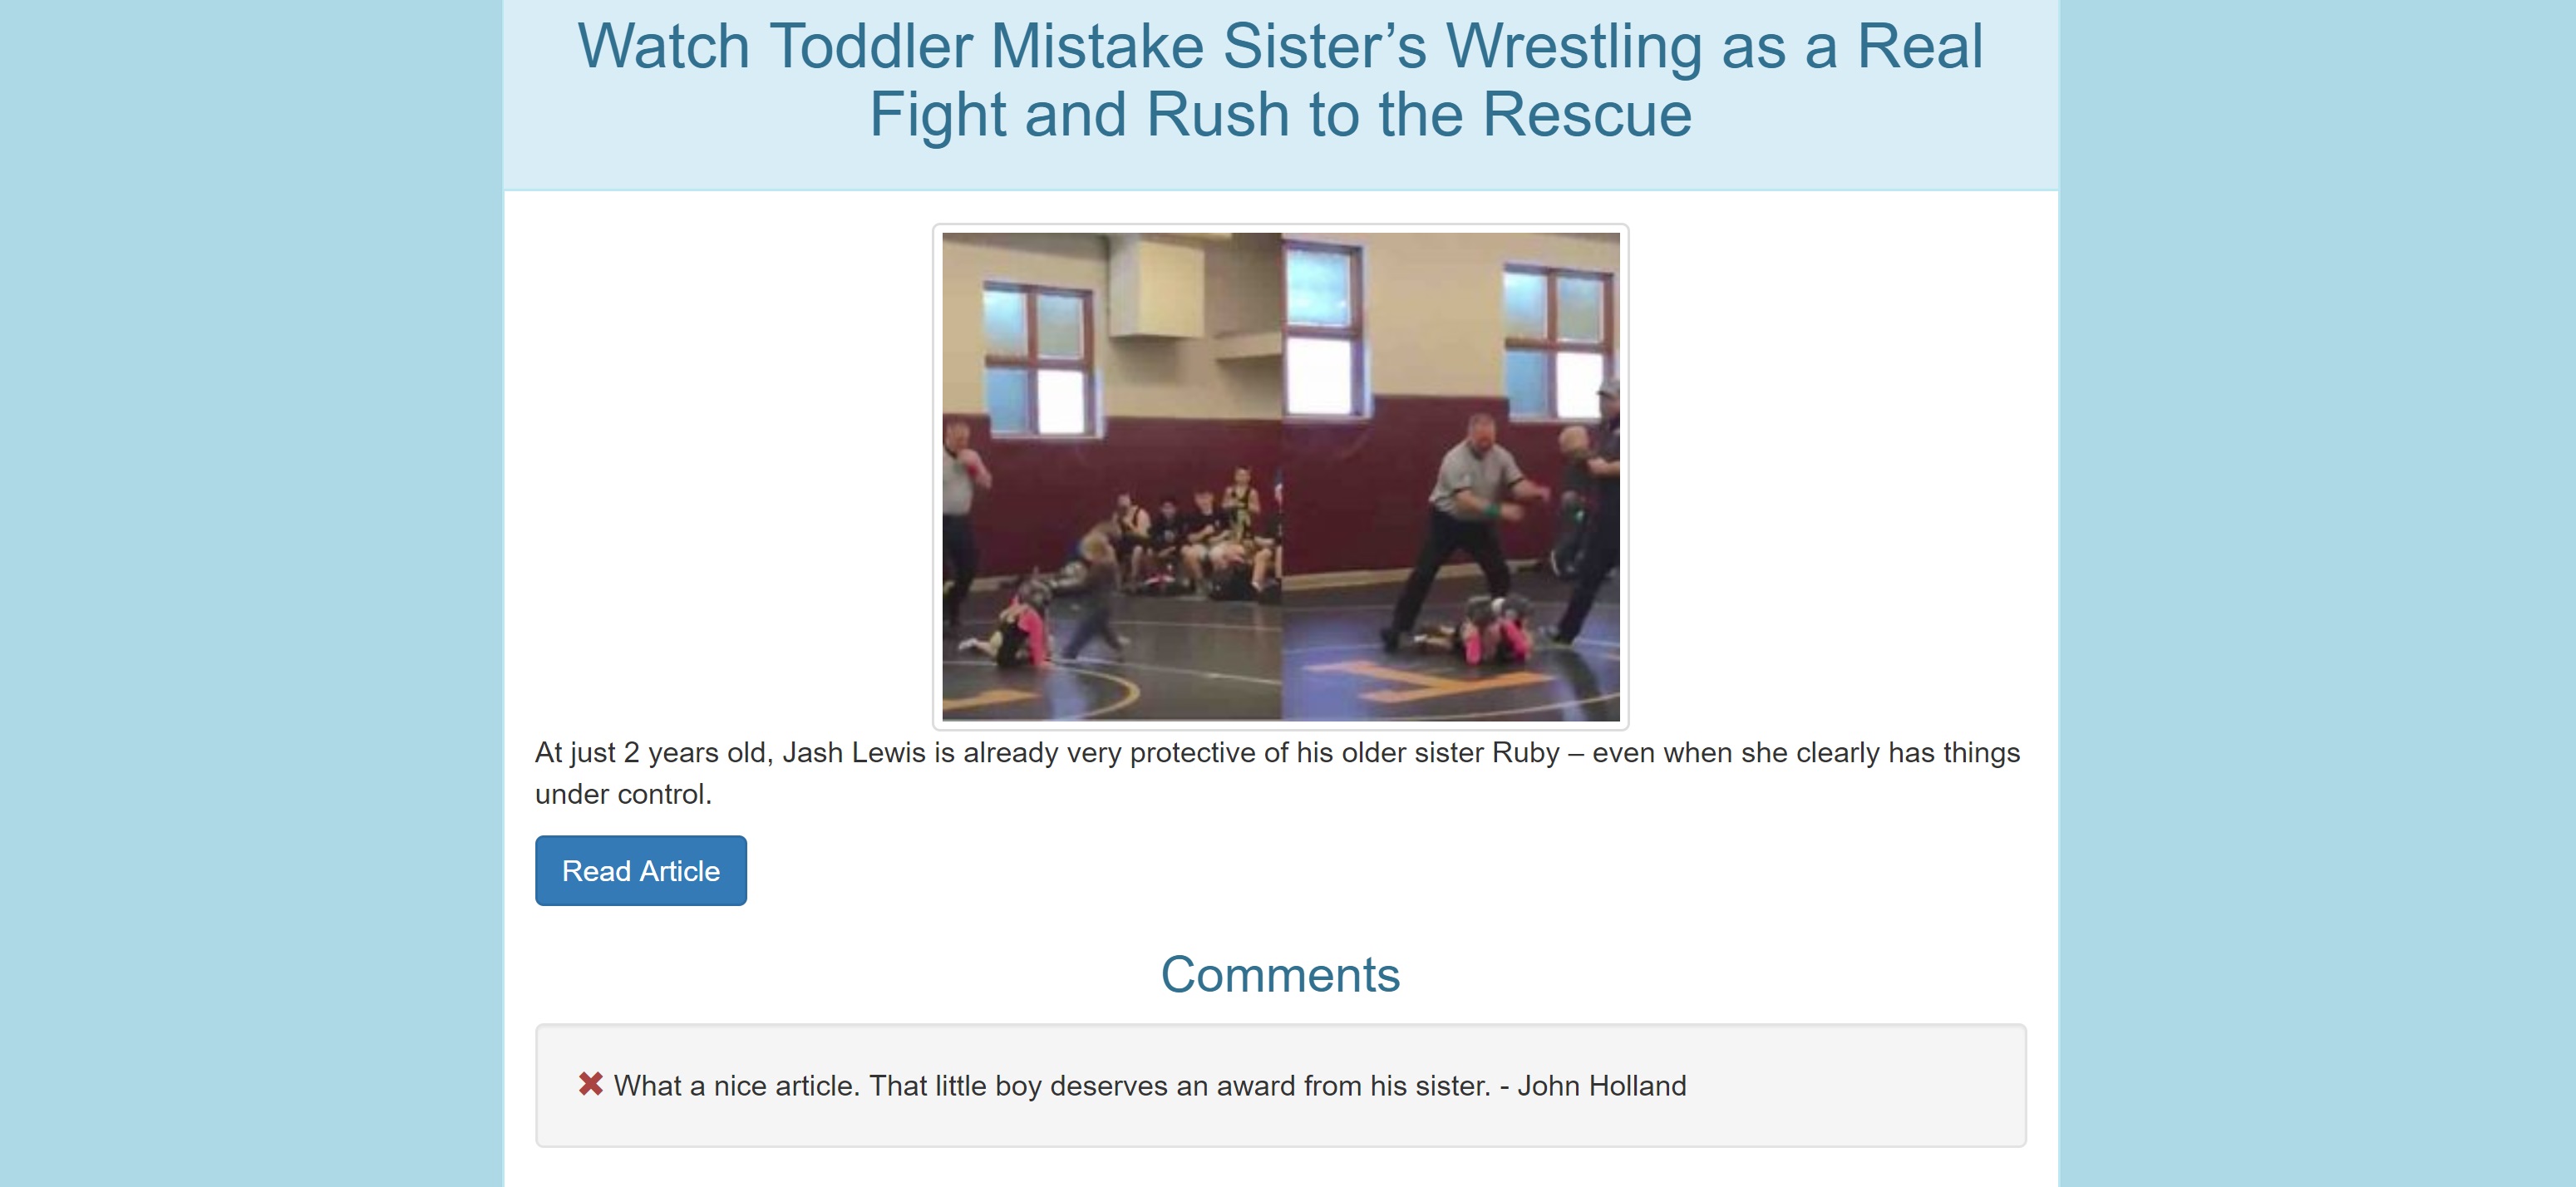 Watch Toddler Mistake Sister’s Wrestling as a Real
Fight and Rush to the Rescue
At just 2 years old, Jash Lewis is already very protective of his older sister Ruby – even when she clearly has things
under control.
Read Article
Comments
✖ What a nice article. That little boy deserves an award from his sister. - John Holland